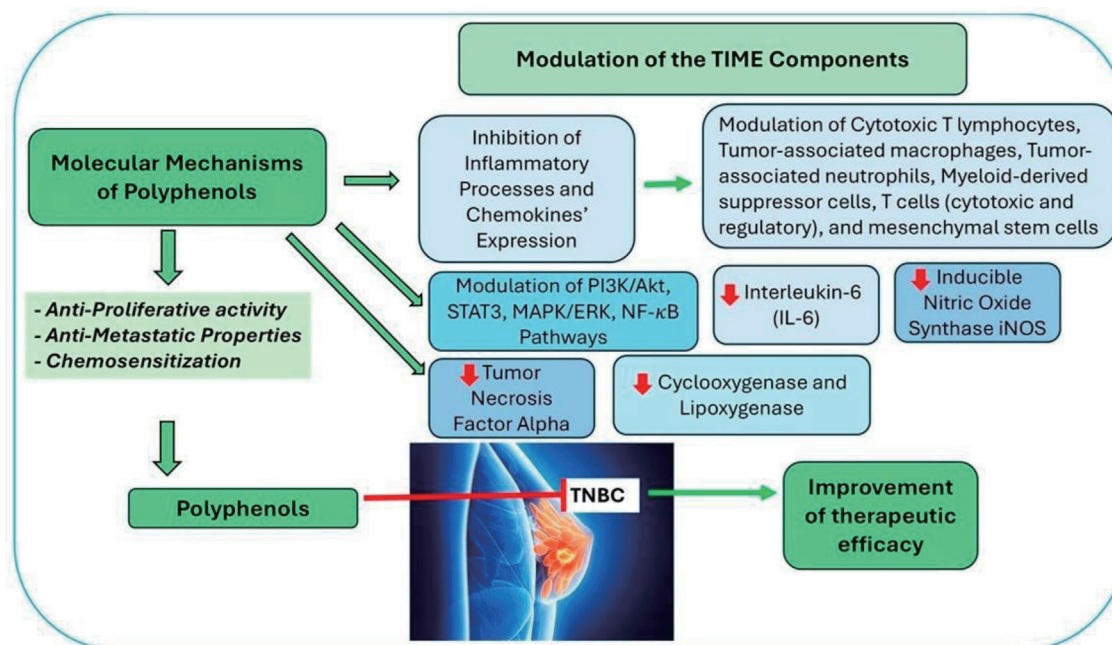 Modulation of the TIME Components
Molecular Mechanisms
of Polyphenols
Inhibition of
Inflammatory
Processes and
Chemokines’
Expression
Modulation of Cytotoxic T lymphocytes,
Tumor-associated macrophages, Tumor-
associated neutrophils, Myeloid-derived
suppressor cells, T cells (cytotoxic and
regulatory), and mesenchymal stem cells
- Anti-Proliferative activity
- Anti-Metastatic Properties
- Chemosensitization
Modulation of PI3K/Akt,
STAT3, MAPK/ERK, NF-κB
Pathways
Interleukin-6
(IL-6)
Inducible
Nitric Oxide
Synthase iNOS
Tumor
Necrosis
Factor Alpha
Cyclooxygenase and
Lipoxygenase
Polyphenols
TNBC
Improvement
of therapeutic
efficacy